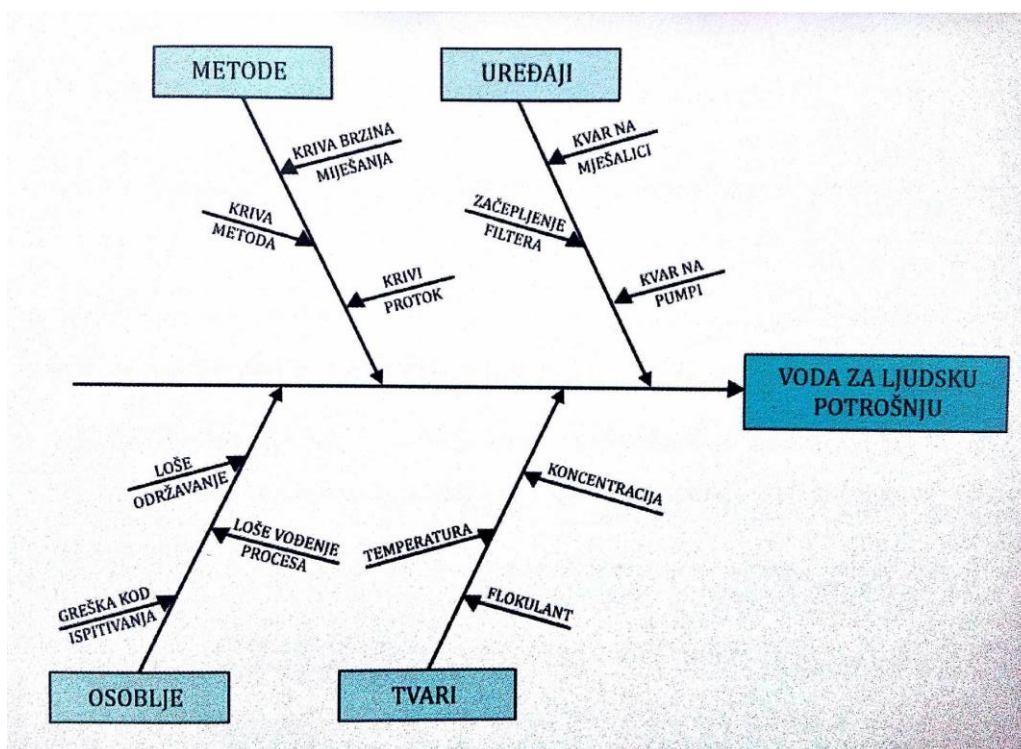 METODE
UREĐAJI
KRIVA BRZINA
MIJEŠANJA
KRIVA
METODA
KRIVI
PROTOK
KVAR NA
MJEŠALICI
ZAČEPLJENJE
FILTERA
KVAR NA
PUMPI
VODA ZA LJUDSKU
POTROŠNJU
LOŠE
ODRŽAVANJE
LOŠE VOĐENJE
PROCESA
GREŠKA KOD
ISPITIVANJA
KONCENTRACIJA
TEMPERATURA
FLOKULANT
OSOBLJE
TVARI